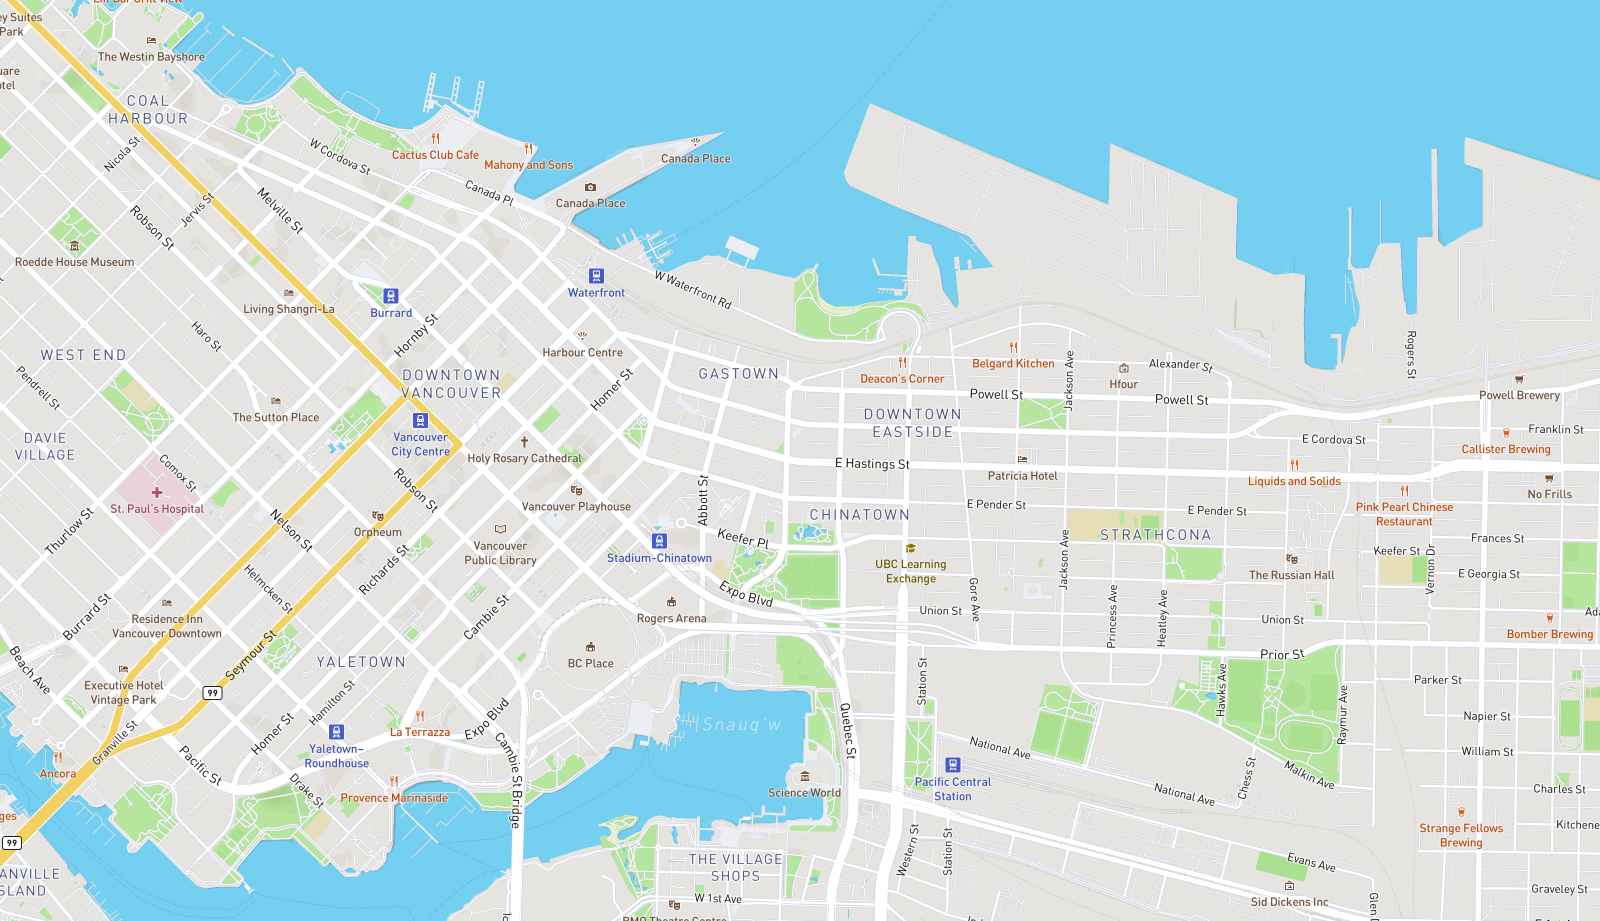 ey Suites
Park
The Westin Bayshore
COAL
HARBOUR
Nicola St
W Cordova St
Cactus Club Cafe
Mahony and Sons
Canada Place
Canada Place
Canada Pl
Melville St
Jervis St
Robson St
Roedde House Museum
Living Shangri-La
Burrard
Waterfront
W Waterfront Rd
Haro St
Hornby St
Harbour Centre
WEST END
Pendrell St
DOWNTOWN
VANCOUVER
Homer St
GASTOWN
Deacon's Corner
Belgard Kitchen
Jackson Ave
Hfour
Alexander St
Rogers St
Powell St
Powell St
Powell Brewery
The Sutton Place
DAVIE
VILLAGE
Vancouver
City Centre
Holy Rosary Cathedral
DOWNTOWN
EASTSIDE
E Cordova St
Franklin St
Callister Brewing
Comox St
St. Paul's Hospital
Robson St
E Hastings St
Patricia Hotel
Liquids and Solids
No Frills
Abbott St
Vancouver Playhouse
E Pender St
E Pender St
Pink Pearl Chinese
Restaurant
Thurlow St
Nelson St
Orpheum
CHINATOWN
STRATHCONA
Vancouver
Public Library
Keefer Pl
Stadium-Chinatown
Keefer St
Frances St
Richards St
Helmcken St
UBC Learning
Exchange
Jackson Ave
The Russian Hall
Vernon Dr
E Georgia St
Expo Blvd
Gore Ave
Princess Ave
Heatley Ave
Burrard St
Residence Inn
Vancouver Downtown
Cambie St
Rogers Arena
Union St
Union St
Bomber Brewing
Seymour St
BC Place
YALETOWN
Prior St
Beach Ave
Executive Hotel
Vintage Park
99
Station St
Hawks Ave
Parker St
Hamilton St
Raymur Ave
Homer St
La Terrazza
Expo Blvd
Snauq'w
Quebec St
Napier St
Granville St
Yaletown–
Roundhouse
National Ave
William St
Ancora
Pacific St
Cambie St Bridge
Science World
Pacific Central
Station
Malkin Ave
Chess St
National Ave
Charles St
Drake St
Provence Marinaside
Strange Fellows
Brewing
99
Western St
Station St
THE VILLAGE
SHOPS
Evans Ave
W 1st Ave
Sid Dickens Inc
Graveley St